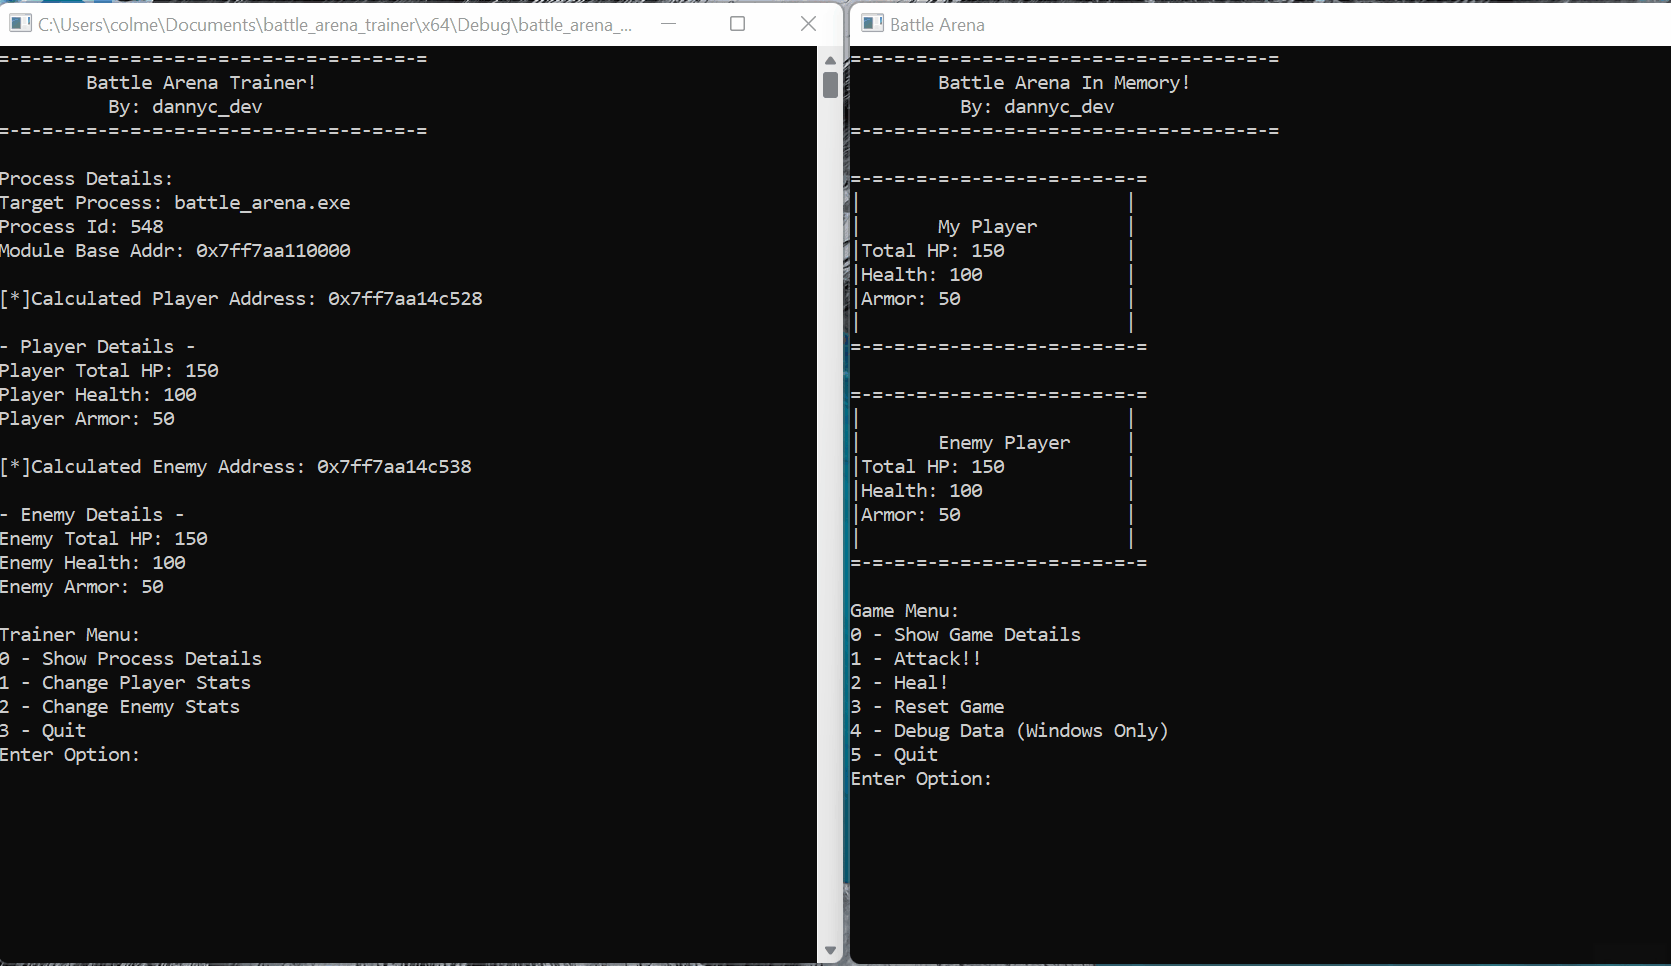 C:\Users\colme\Documents\battle_arena_trainer\x64\Debug\battle_arena_...
=-=-=-=-=-=-=-=-=-=-=-=-=-=-=-=-=-=-=-=
Battle Arena Trainer!
By: dannyc_dev
=-=-=-=-=-=-=-=-=-=-=-=-=-=-=-=-=-=-=-=
Process Details:
Target Process: battle_arena.exe
Process Id: 548
Module Base Addr: 0x7ff7aa110000
[*]Calculated Player Address: 0x7ff7aa14c528
- Player Details -
Player Total HP: 150
Player Health: 100
Player Armor: 50
[*]Calculated Enemy Address: 0x7ff7aa14c538
- Enemy Details -
Enemy Total HP: 150
Enemy Health: 100
Enemy Armor: 50
Trainer Menu:
0 - Show Process Details
1 - Change Player Stats
2 - Change Enemy Stats
3 - Quit
Enter Option:
Battle Arena
=-=-=-=-=-=-=-=-=-=-=-=-=-=-=-=-=-=-=-=
Battle Arena In Memory!
By: dannyc_dev
=-=-=-=-=-=-=-=-=-=-=-=-=-=-=-=-=-=-=-=
=-=-=-=-=-=-=-=-=-=-=-=-=-=
| |
| My Player |
|Total HP: 150 |
|Health: 100 |
|Armor: 50 |
| |
=-=-=-=-=-=-=-=-=-=-=-=-=-=
=-=-=-=-=-=-=-=-=-=-=-=-=-=
| |
| Enemy Player |
|Total HP: 150 |
|Health: 100 |
|Armor: 50 |
| |
=-=-=-=-=-=-=-=-=-=-=-=-=-=
Game Menu:
0 - Show Game Details
1 - Attack!!
2 - Heal!
3 - Reset Game
4 - Debug Data (Windows Only)
5 - Quit
Enter Option: